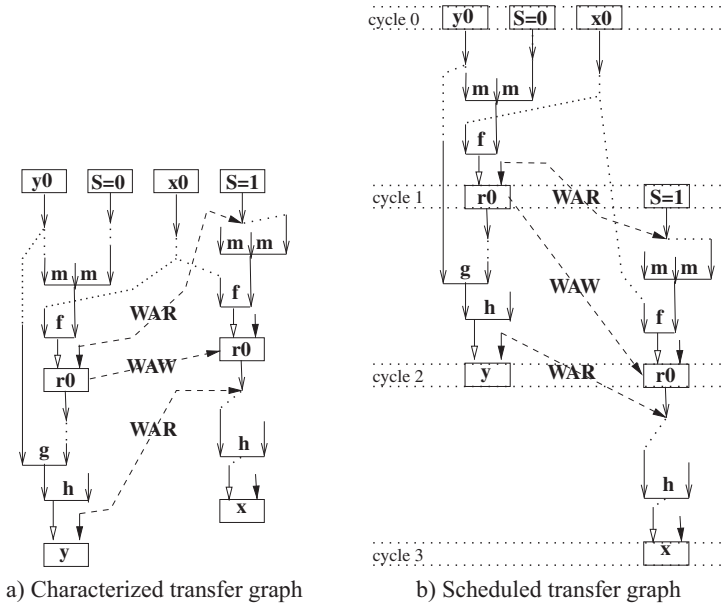 cycle 0 y0 S=0 x0
m m
f
y0 S=0 x0 S=1
cycle 1 r0 WAR S=1
m m
g m m
m m
h WAW
f f
f
WAR
r0
WAW
r0
cycle 2 y WAR r0
WAR
g h
h
h
x
y
cycle 3 x
a) Characterized transfer graph b) Scheduled transfer graph